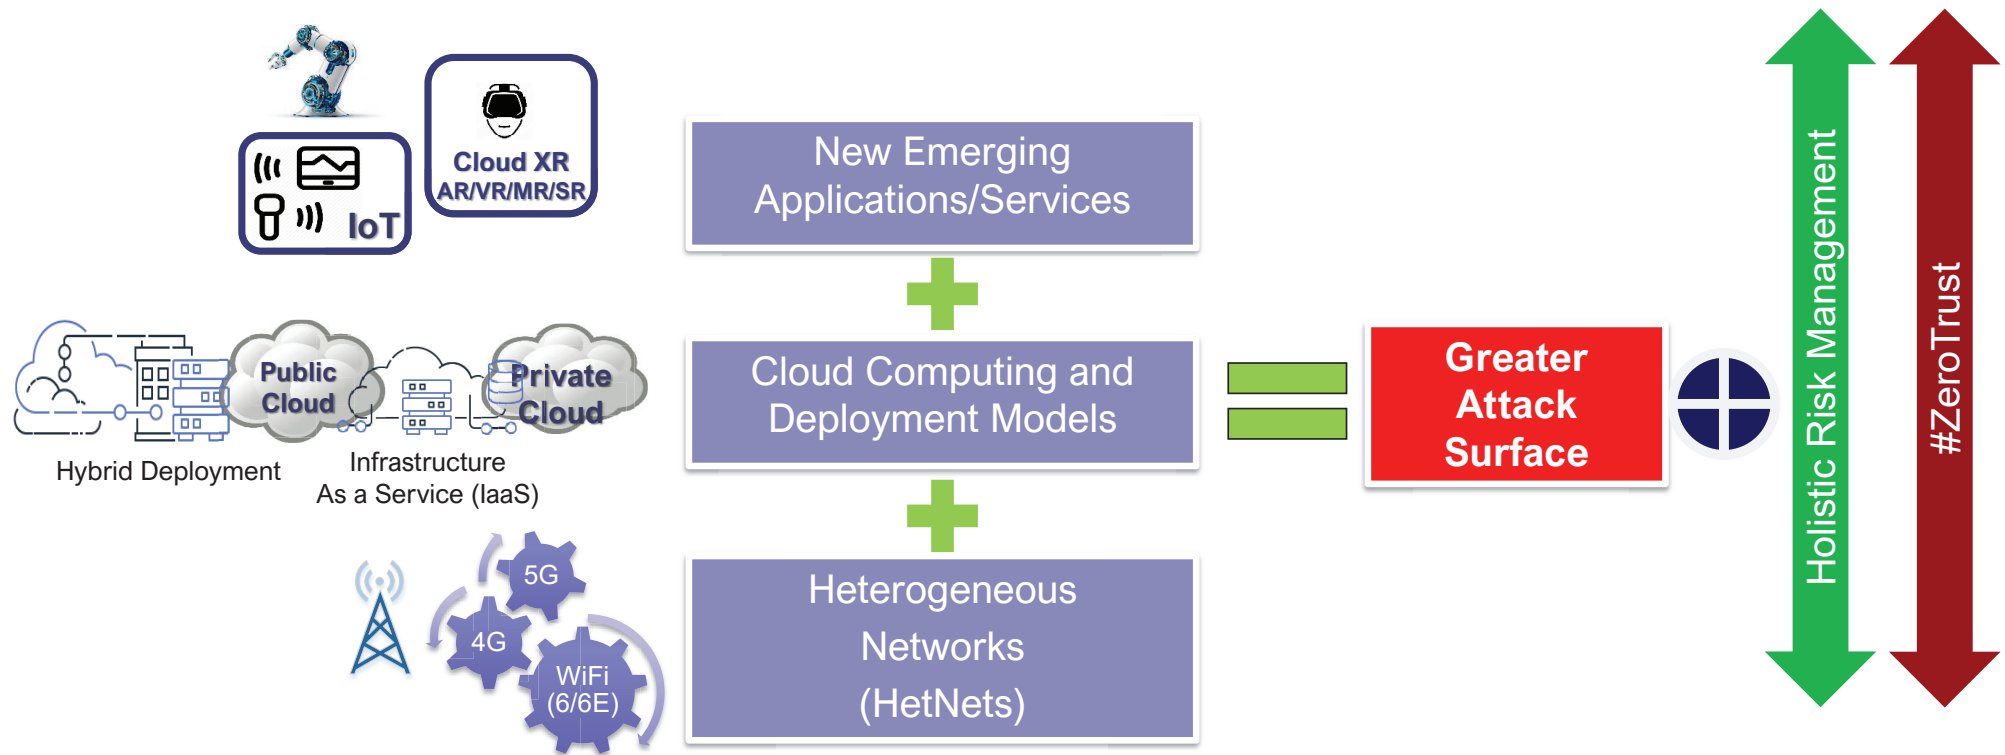 Cloud XR
AR/VR/MR/SR
IoT
New Emerging
Applications/Services
Public
Cloud
Private
Cloud
Hybrid Deployment
Infrastructure
As a Service (IaaS)
Cloud Computing and
Deployment Models
Greater
Attack
Surface
5G
4G
WiFi
(6/6E)
Heterogeneous
Networks
(HetNets)
Holistic Risk Management
#ZeroTrust